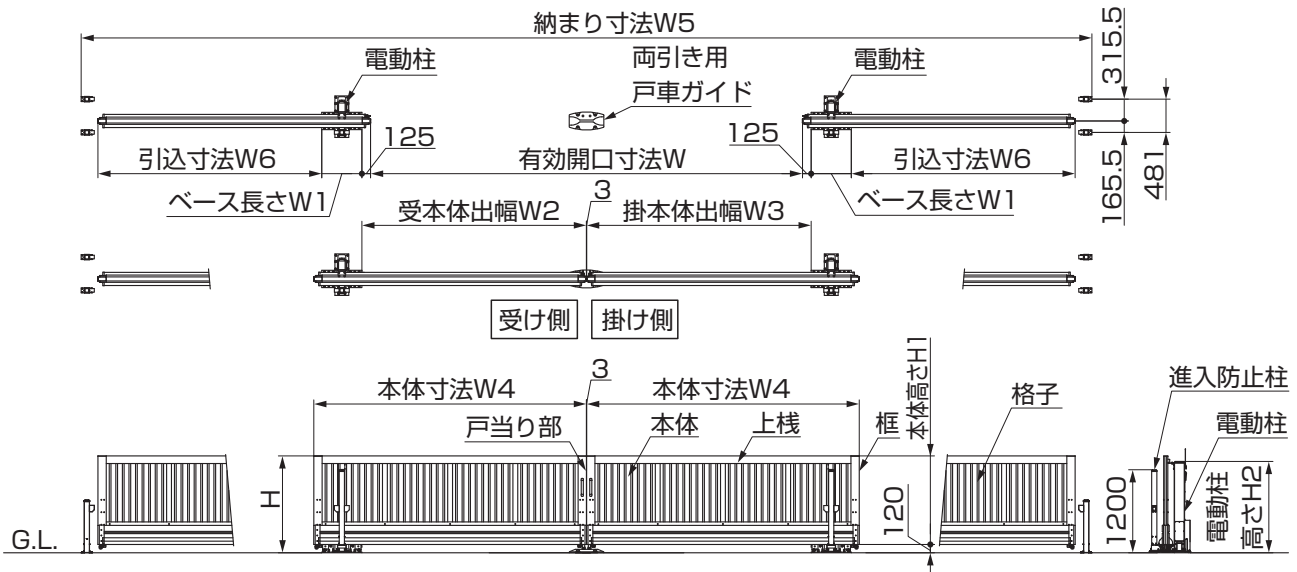 納まり寸法W5
電動柱
両引き用
戸車ガイド
電動柱
315.5
125
125
引込寸法W6
有効開口寸法W
引込寸法W6
165.5
481
ベース長さW1
ベース長さW1
3
受本体出幅W2
掛本体出幅W3
受け側
掛け側
3
本体寸法W4
本体寸法W4
本体高さH1
進入防止柱
格子
戸当り部
本体
上桟
框
電動柱
H
120
1200
電動柱
高さH2
G.L.